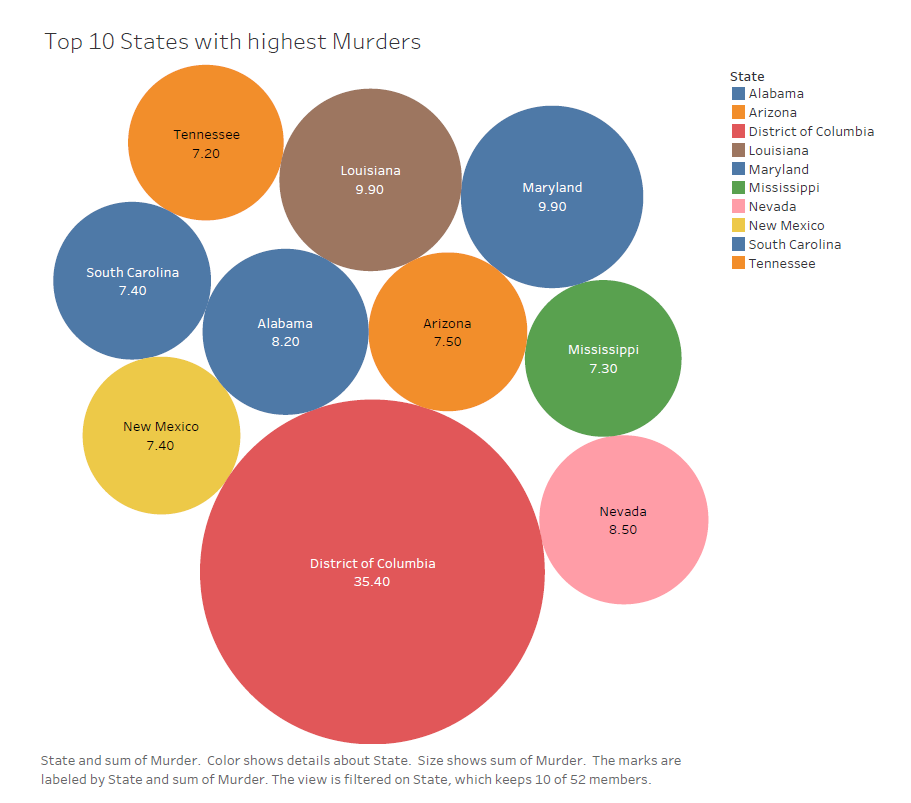 Top 10 States with highest Murders
State
Alabama
Arizona
District of Columbia
Louisiana
Maryland
Mississippi
Nevada
New Mexico
South Carolina
Tennessee
Tennessee
7.20
Louisiana
9.90
Maryland
9.90
South Carolina
7.40
Alabama
8.20
Arizona
7.50
Mississippi
7.30
New Mexico
7.40
Nevada
8.50
District of Columbia
35.40
State and sum of Murder.  Color shows details about State.  Size shows sum of Murder.  The marks are
labeled by State and sum of Murder. The view is filtered on State, which keeps 10 of 52 members.